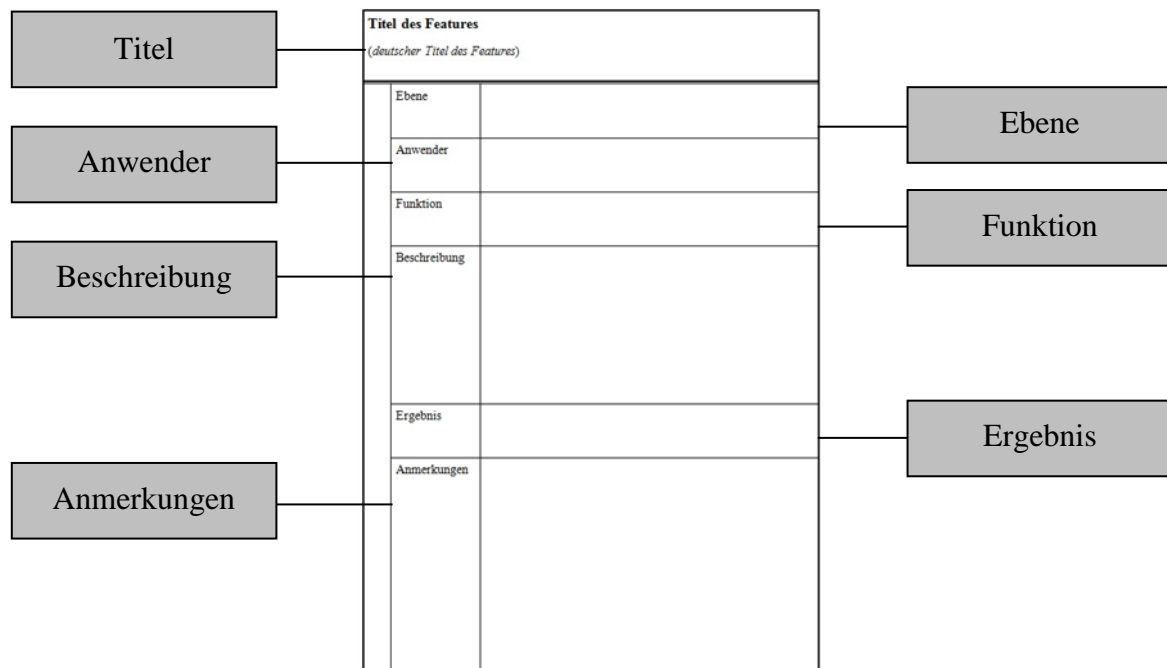 Titel
Titel des Features
(deutscher Titel des Features)
Ebene
Ebene
Anwender
Anwender
Funktion
Funktion
Beschreibung
Beschreibung
Ergebnis
Ergebnis
Anmerkungen
Anmerkungen